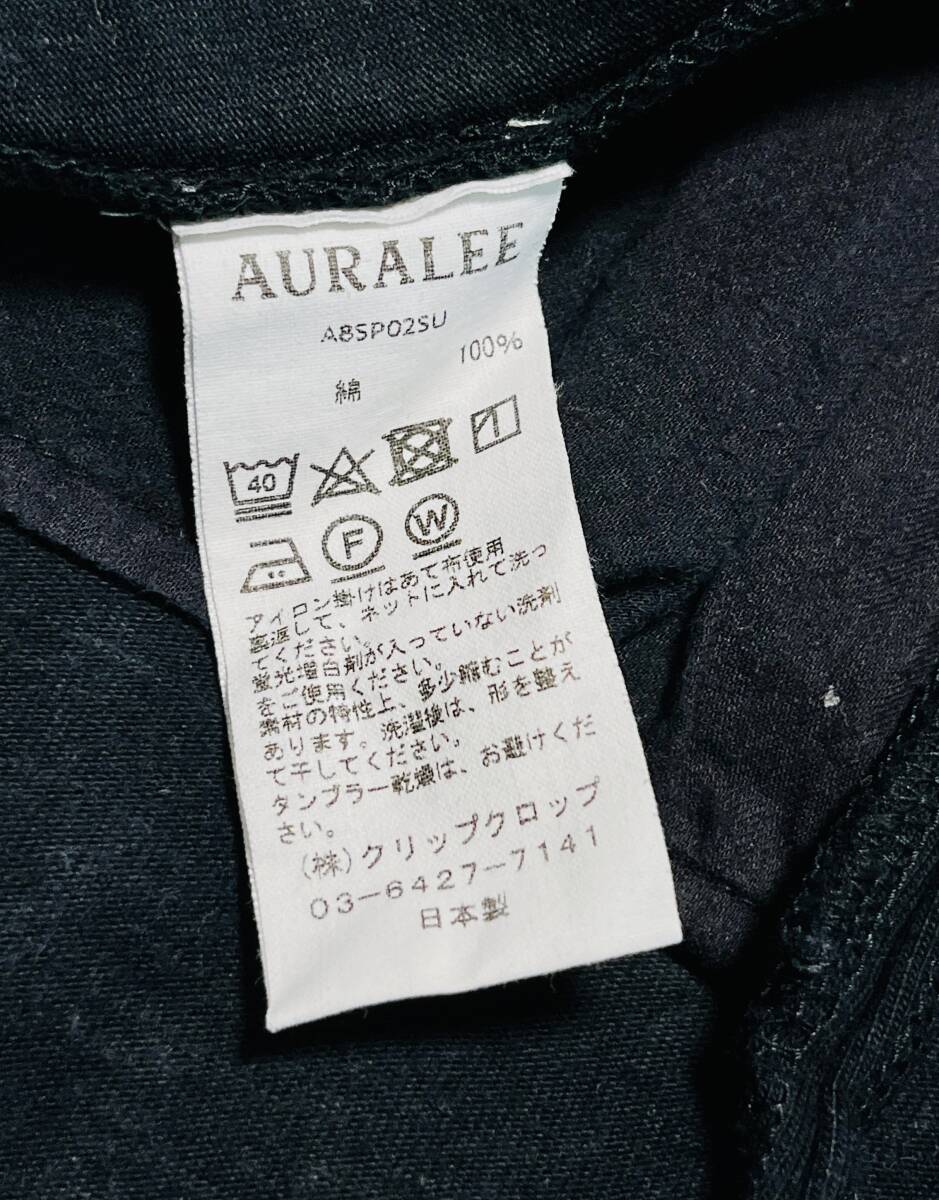 AURALEE
A8SP02SU
綿 100%
40
F W
アイロン掛けはあて布使用
裏返して、ネットに入れて洗っ
てください。
蛍光増白剤が入っていない洗剤
をご使用ください。
素材の特性上、多少縮むことが
あります。洗濯後は、形を整え
て干してください。
タンブラー乾燥は、お避けくだ
さい。
(株)クリップクロップ
03-6427-7141
日本製